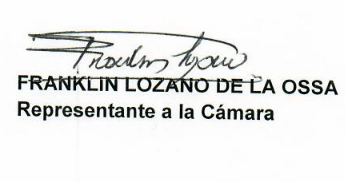 FRANKLIN LOZANO DE LA OSSA
Representante a la Cámara